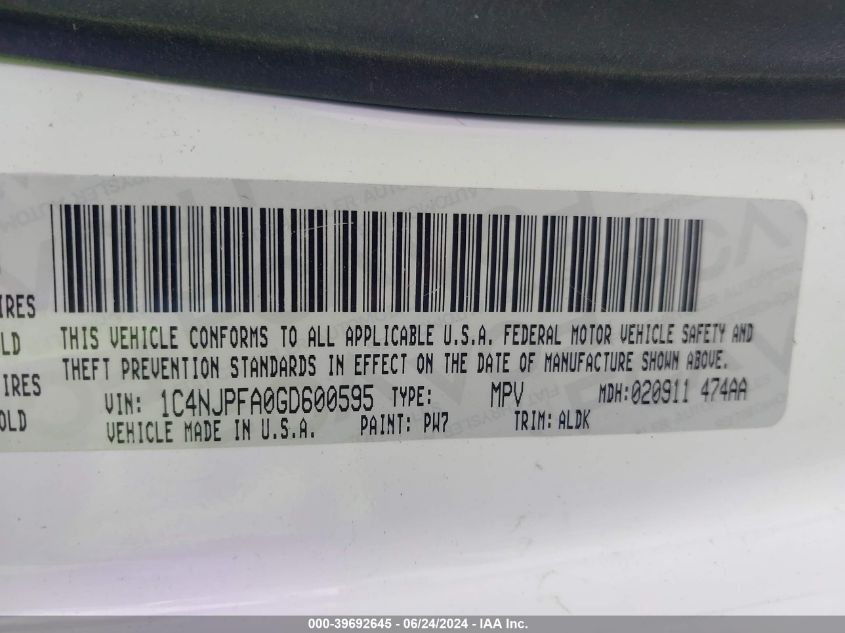 IRES
LD
IRES
OLD
THIS VEHICLE CONFORMS TO ALL APPLICABLE U.S.A. FEDERAL MOTOR VEHICLE SAFETY AND
THEFT PREVENTION STANDARDS IN EFFECT ON THE DATE OF MANUFACTURE SHOWN ABOVE.
VIN: 1C4NJPFA0GD600595 TYPE: MPV MDH:020911 474AA
VEHICLE MADE IN U.S.A. PAINT: PW7 TRIM: ALDK
000-39692645 / 06/24/2024 - IAA Inc.